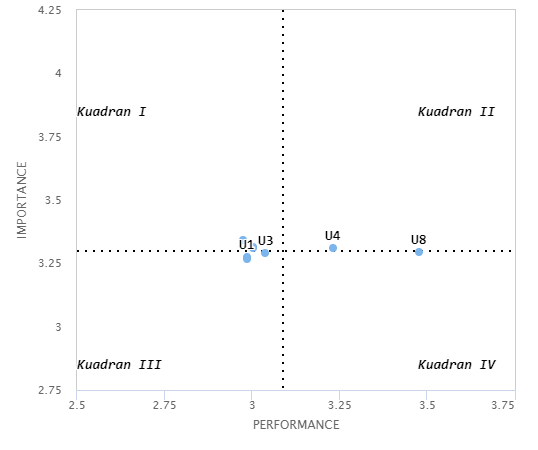 4.25
4
Kuadran I
Kuadran II
3.75
3.5
IMPORTANCE
U1
U3
U4
U8
3.25
3
Kuadran III
Kuadran IV
2.75
2.5
2.75
3
3.25
3.5
3.75
PERFORMANCE